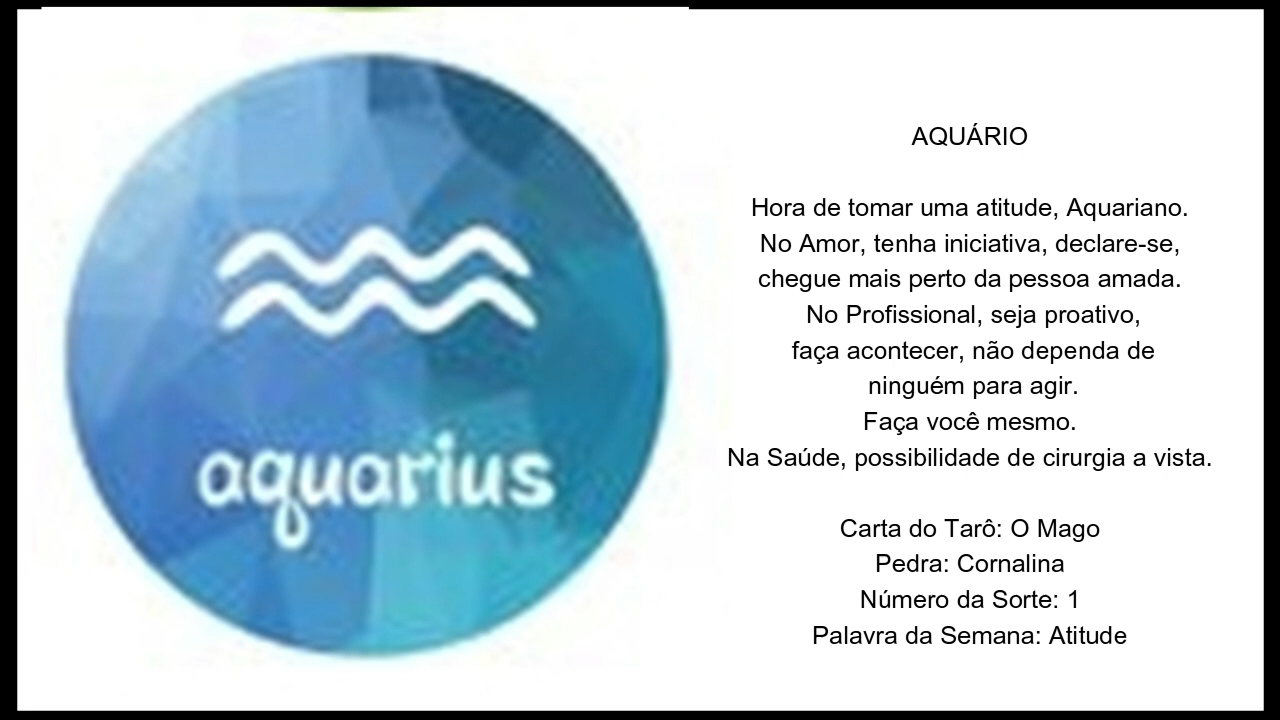 aquarius
AQUÁRIO
Hora de tomar uma atitude, Aquariano.
No Amor, tenha iniciativa, declare-se,
chegue mais perto da pessoa amada.
No Profissional, seja proativo,
faça acontecer, não dependa de
ninguém para agir.
Faça você mesmo.
Na Saúde, possibilidade de cirurgia a vista.
Carta do Tarô: O Mago
Pedra: Cornalina
Número da Sorte: 1
Palavra da Semana: Atitude